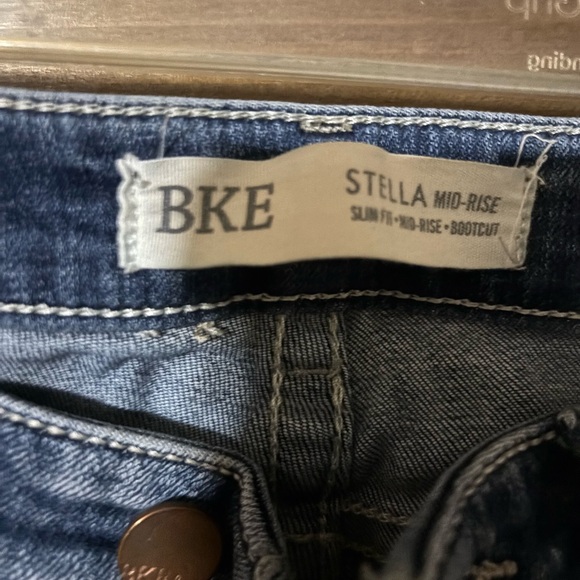 BKE
STELLA MID-RISE
SLIM FIT • MID-RISE • BOOTCUT